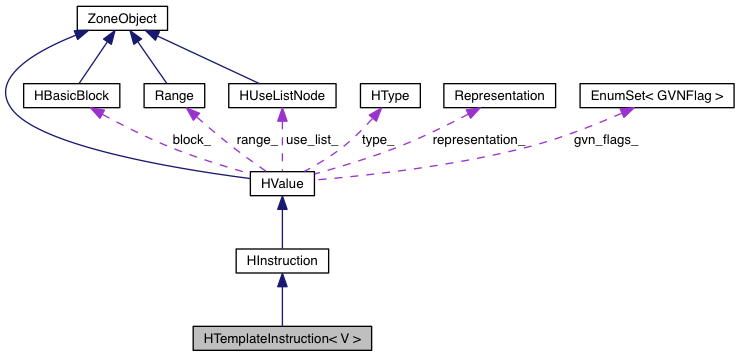 ZoneObject
HBasicBlock Range HUseListNode HType Representation EnumSet< GVNFlag >
block_ range_ use_list_ type_ representation_ gvn_flags_
HValue
HInstruction
HTemplateInstruction< V >